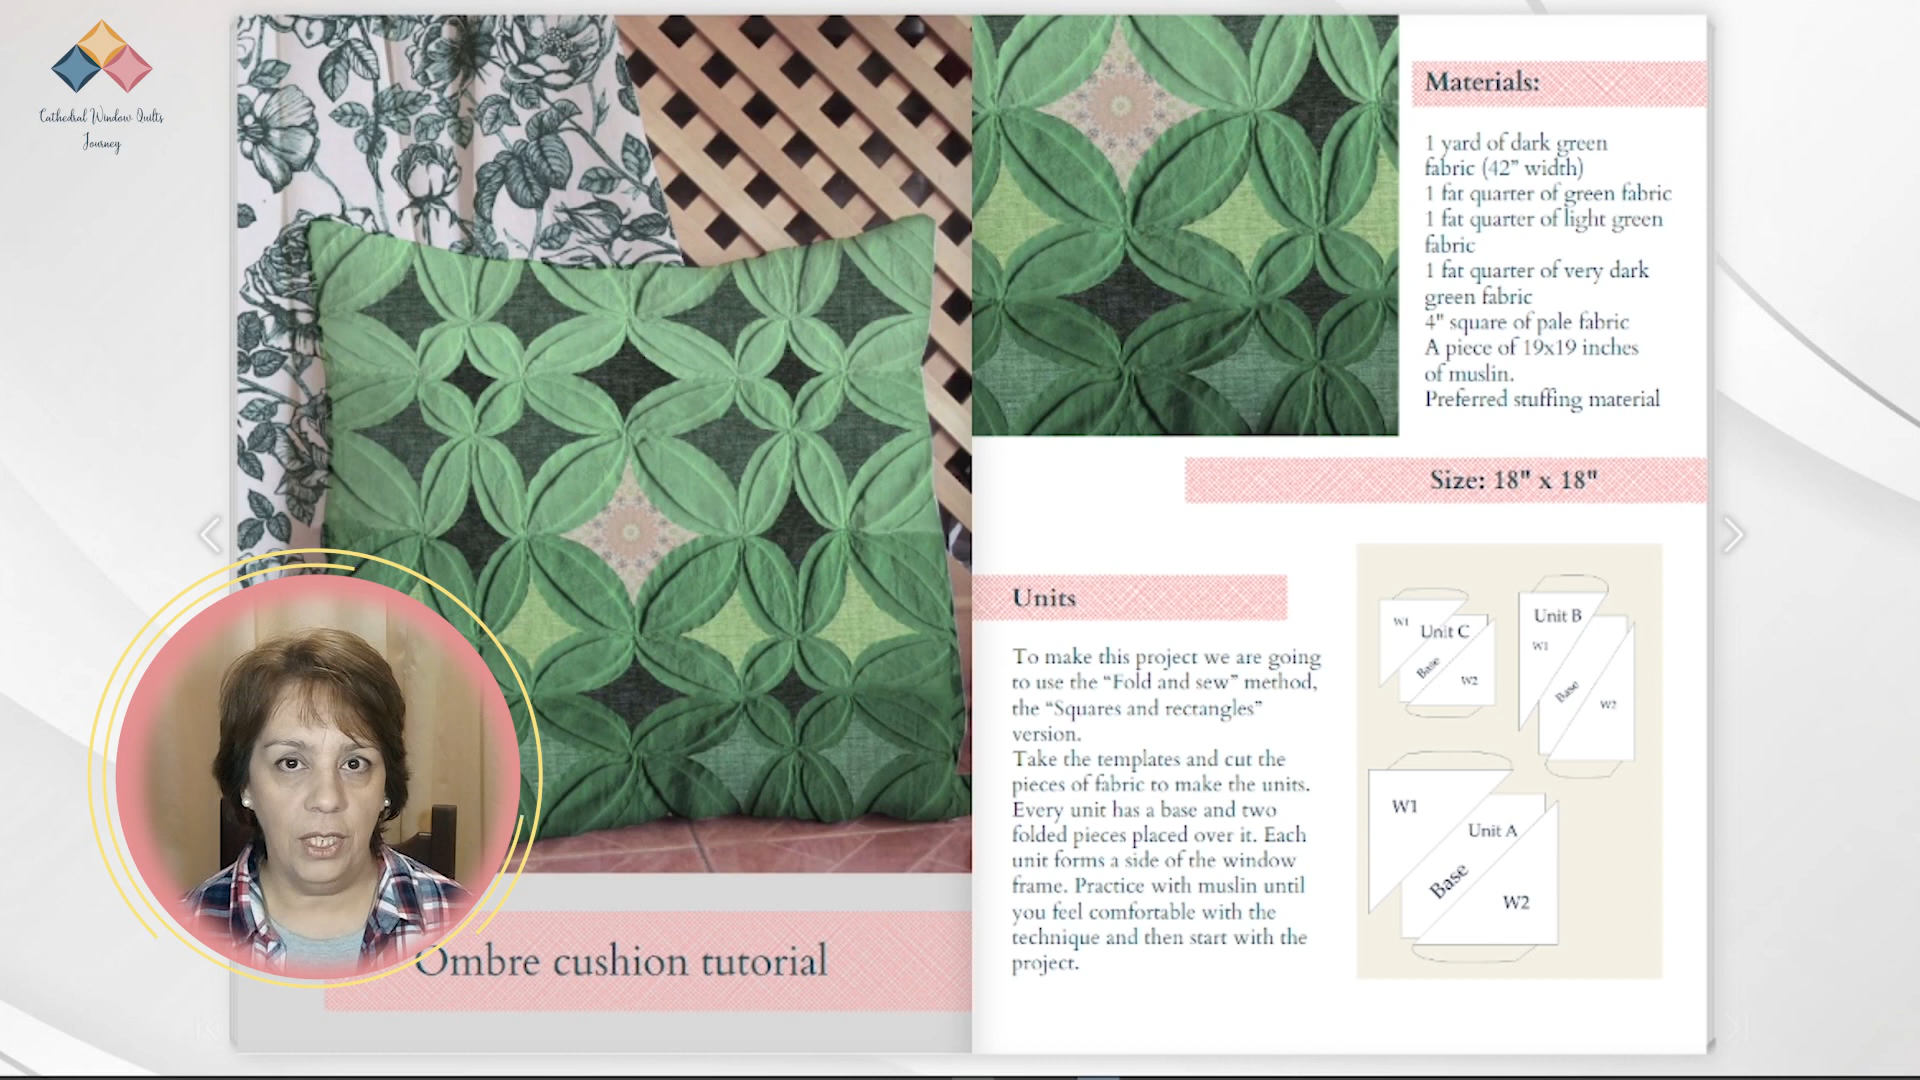 Cathedral Window Quilts
Journey
Ombre cushion tutorial
Materials:
1 yard of dark green
fabric (42" width)
1 fat quarter of green fabric
1 fat quarter of light green
fabric
1 fat quarter of very dark
green fabric
4" square of pale fabric
A piece of 19x19 inches
of muslin.
Preferred stuffing material
Size: 18" x 18"
Units
To make this project we are going
to use the “Fold and sew” method,
the “Squares and rectangles”
version.
Take the templates and cut the
pieces of fabric to make the units.
Every unit has a base and two
folded pieces placed over it. Each
unit forms a side of the window
frame. Practice with muslin until
you feel comfortable with the
technique and then start with the
project.
W1
Unit C
Base
W2
Unit B
W1
Base
W2
W1
Unit A
Base
W2